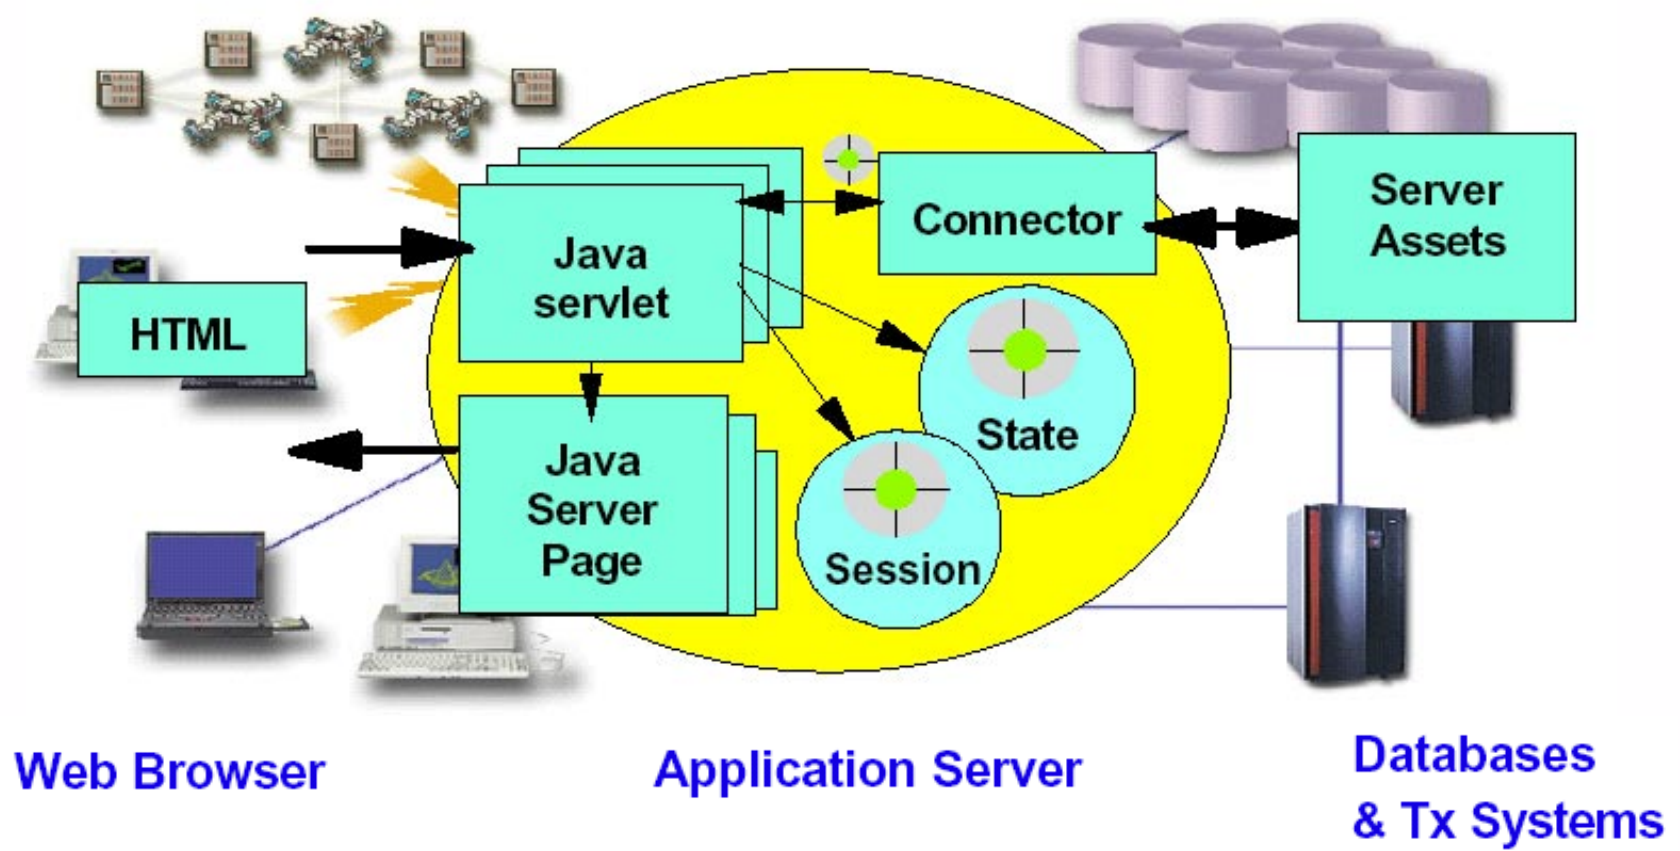 Java
servlet
Connector
Server
Assets
HTML
State
Java
Server
Page
Session
Web Browser
Application Server
Databases
& Tx Systems